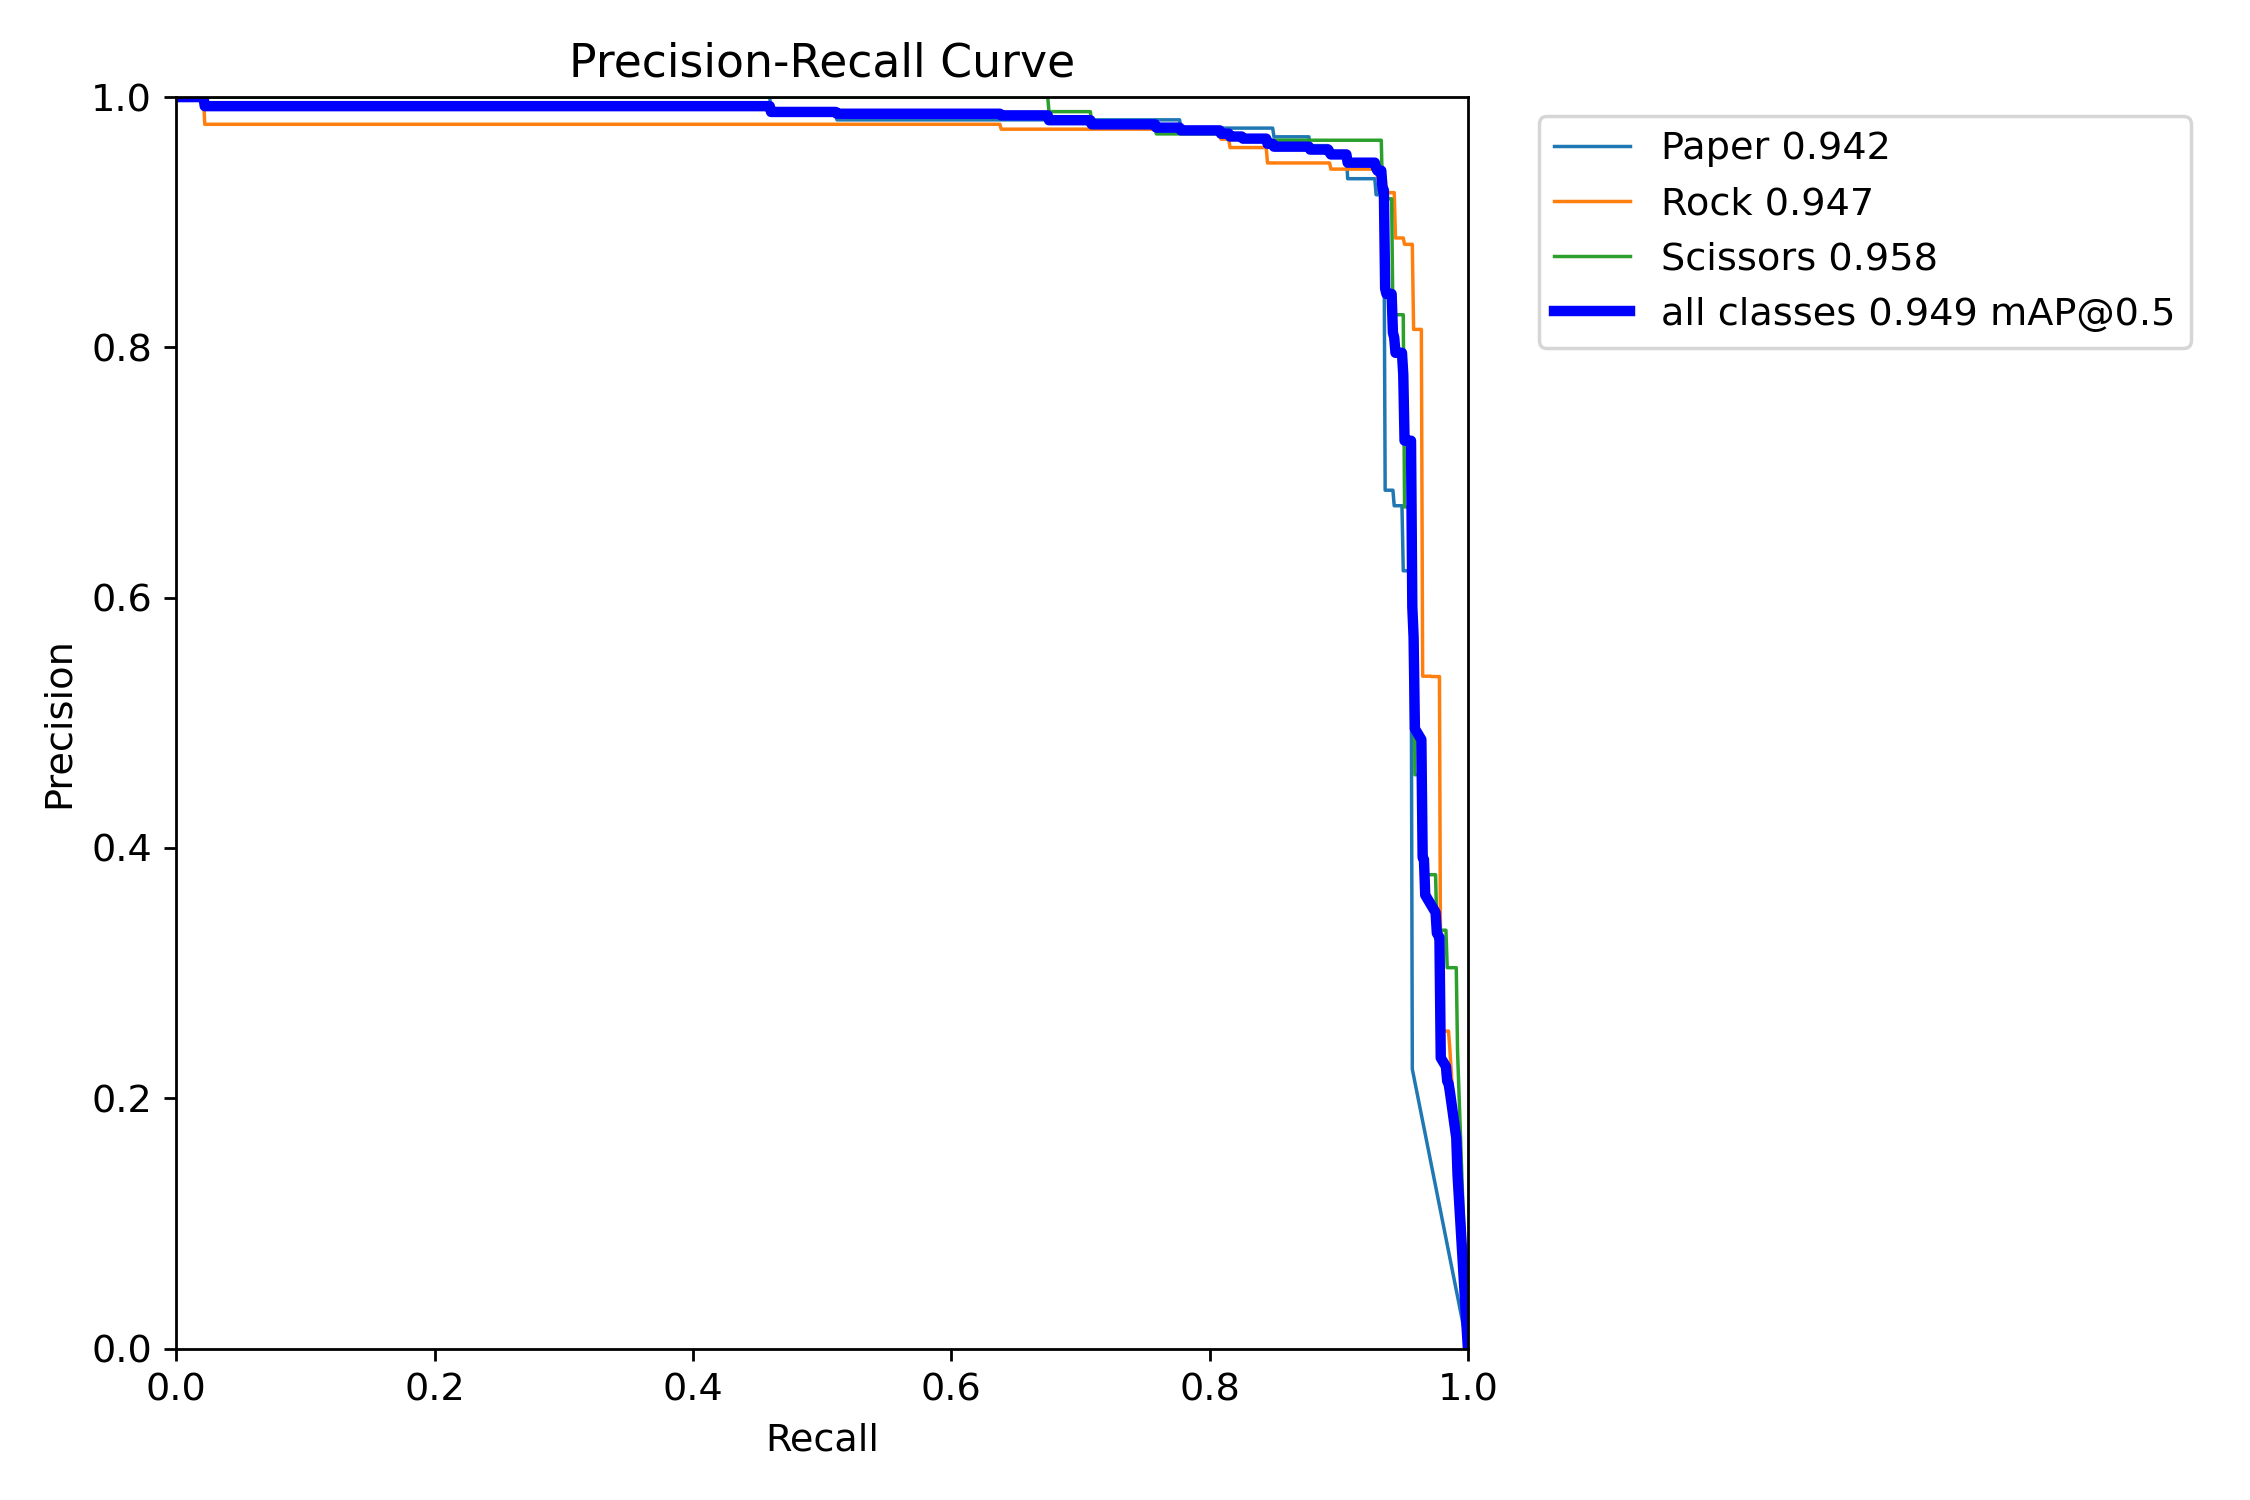 Precision-Recall Curve
1.0
0.8
0.6
0.4
0.2
0.0
Precision
0.0 0.2 0.4 0.6 0.8 1.0
Recall
Paper 0.942
Rock 0.947
Scissors 0.958
all classes 0.949 mAP@0.5